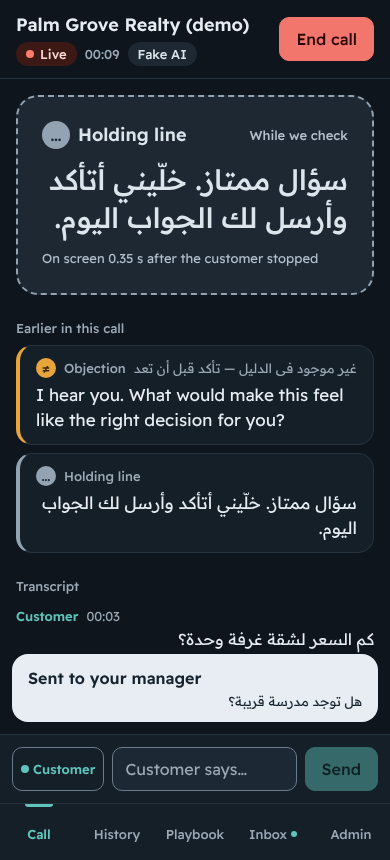 Palm Grove Realty (demo)
End call
Live 00:09 Fake AI
... Holding line While we check
سؤال ممتاز. خلّيني أتأكد
وأرسل لك الجواب اليوم.
On screen 0.35 s after the customer stopped
Earlier in this call
≠ Objection غير موجود في الدليل — تأكد قبل أن تعد
I hear you. What would make this feel
like the right decision for you?
... Holding line
سؤال ممتاز. خلّيني أتأكد وأرسل لك الجواب
اليوم.
Transcript
Customer 00:03
كم السعر لشقة غرفة وحدة؟
Sent to your manager
هل توجد مدرسة قريبة؟
Customer Customer says... Send
Call History Playbook Inbox Admin